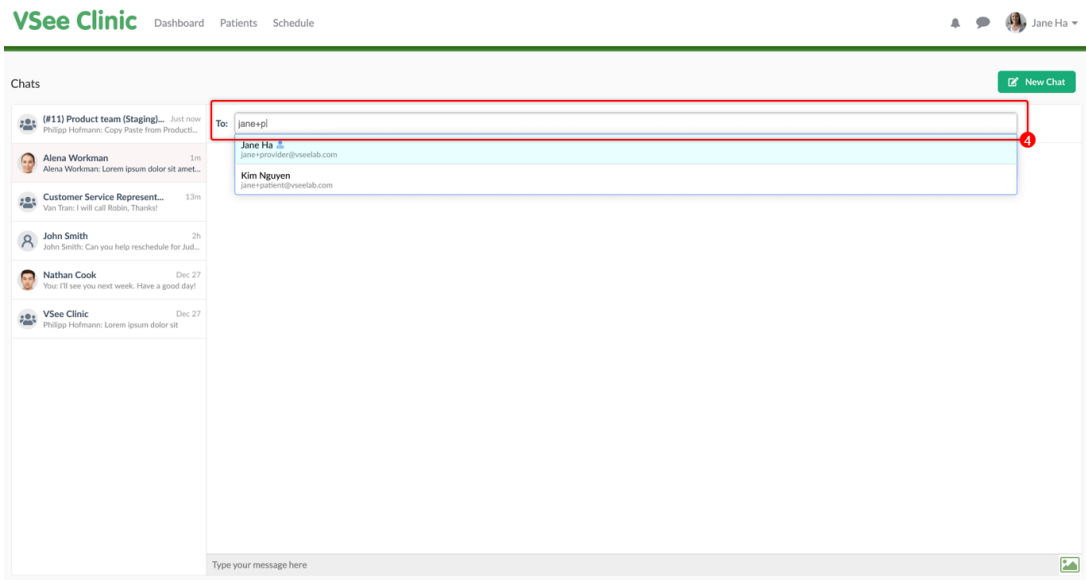 VSee Clinic Dashboard Patients Schedule Jane Ha
Chats
New Chat
(#11) Product team (Staging)... Just now
Philipp Hofmann: Copy Paste from Producti...
Alena Workman 1m
Alena Workman: Lorem ipsum dolor sit amet...
Customer Service Represent... 13m
Van Tran: I will call Robin, Thanks!
John Smith 2h
John Smith: Can you help reschedule for Jud...
Nathan Cook Dec 27
You: I'll see you next week. Have a good day!
VSee Clinic Dec 27
Philipp Hofmann: Lorem ipsum dolor sit
To: jane+p
4
Jane Ha
jane+provider@vseelab.com
Kim Nguyen
jane+patient@vseelab.com
Type your message here